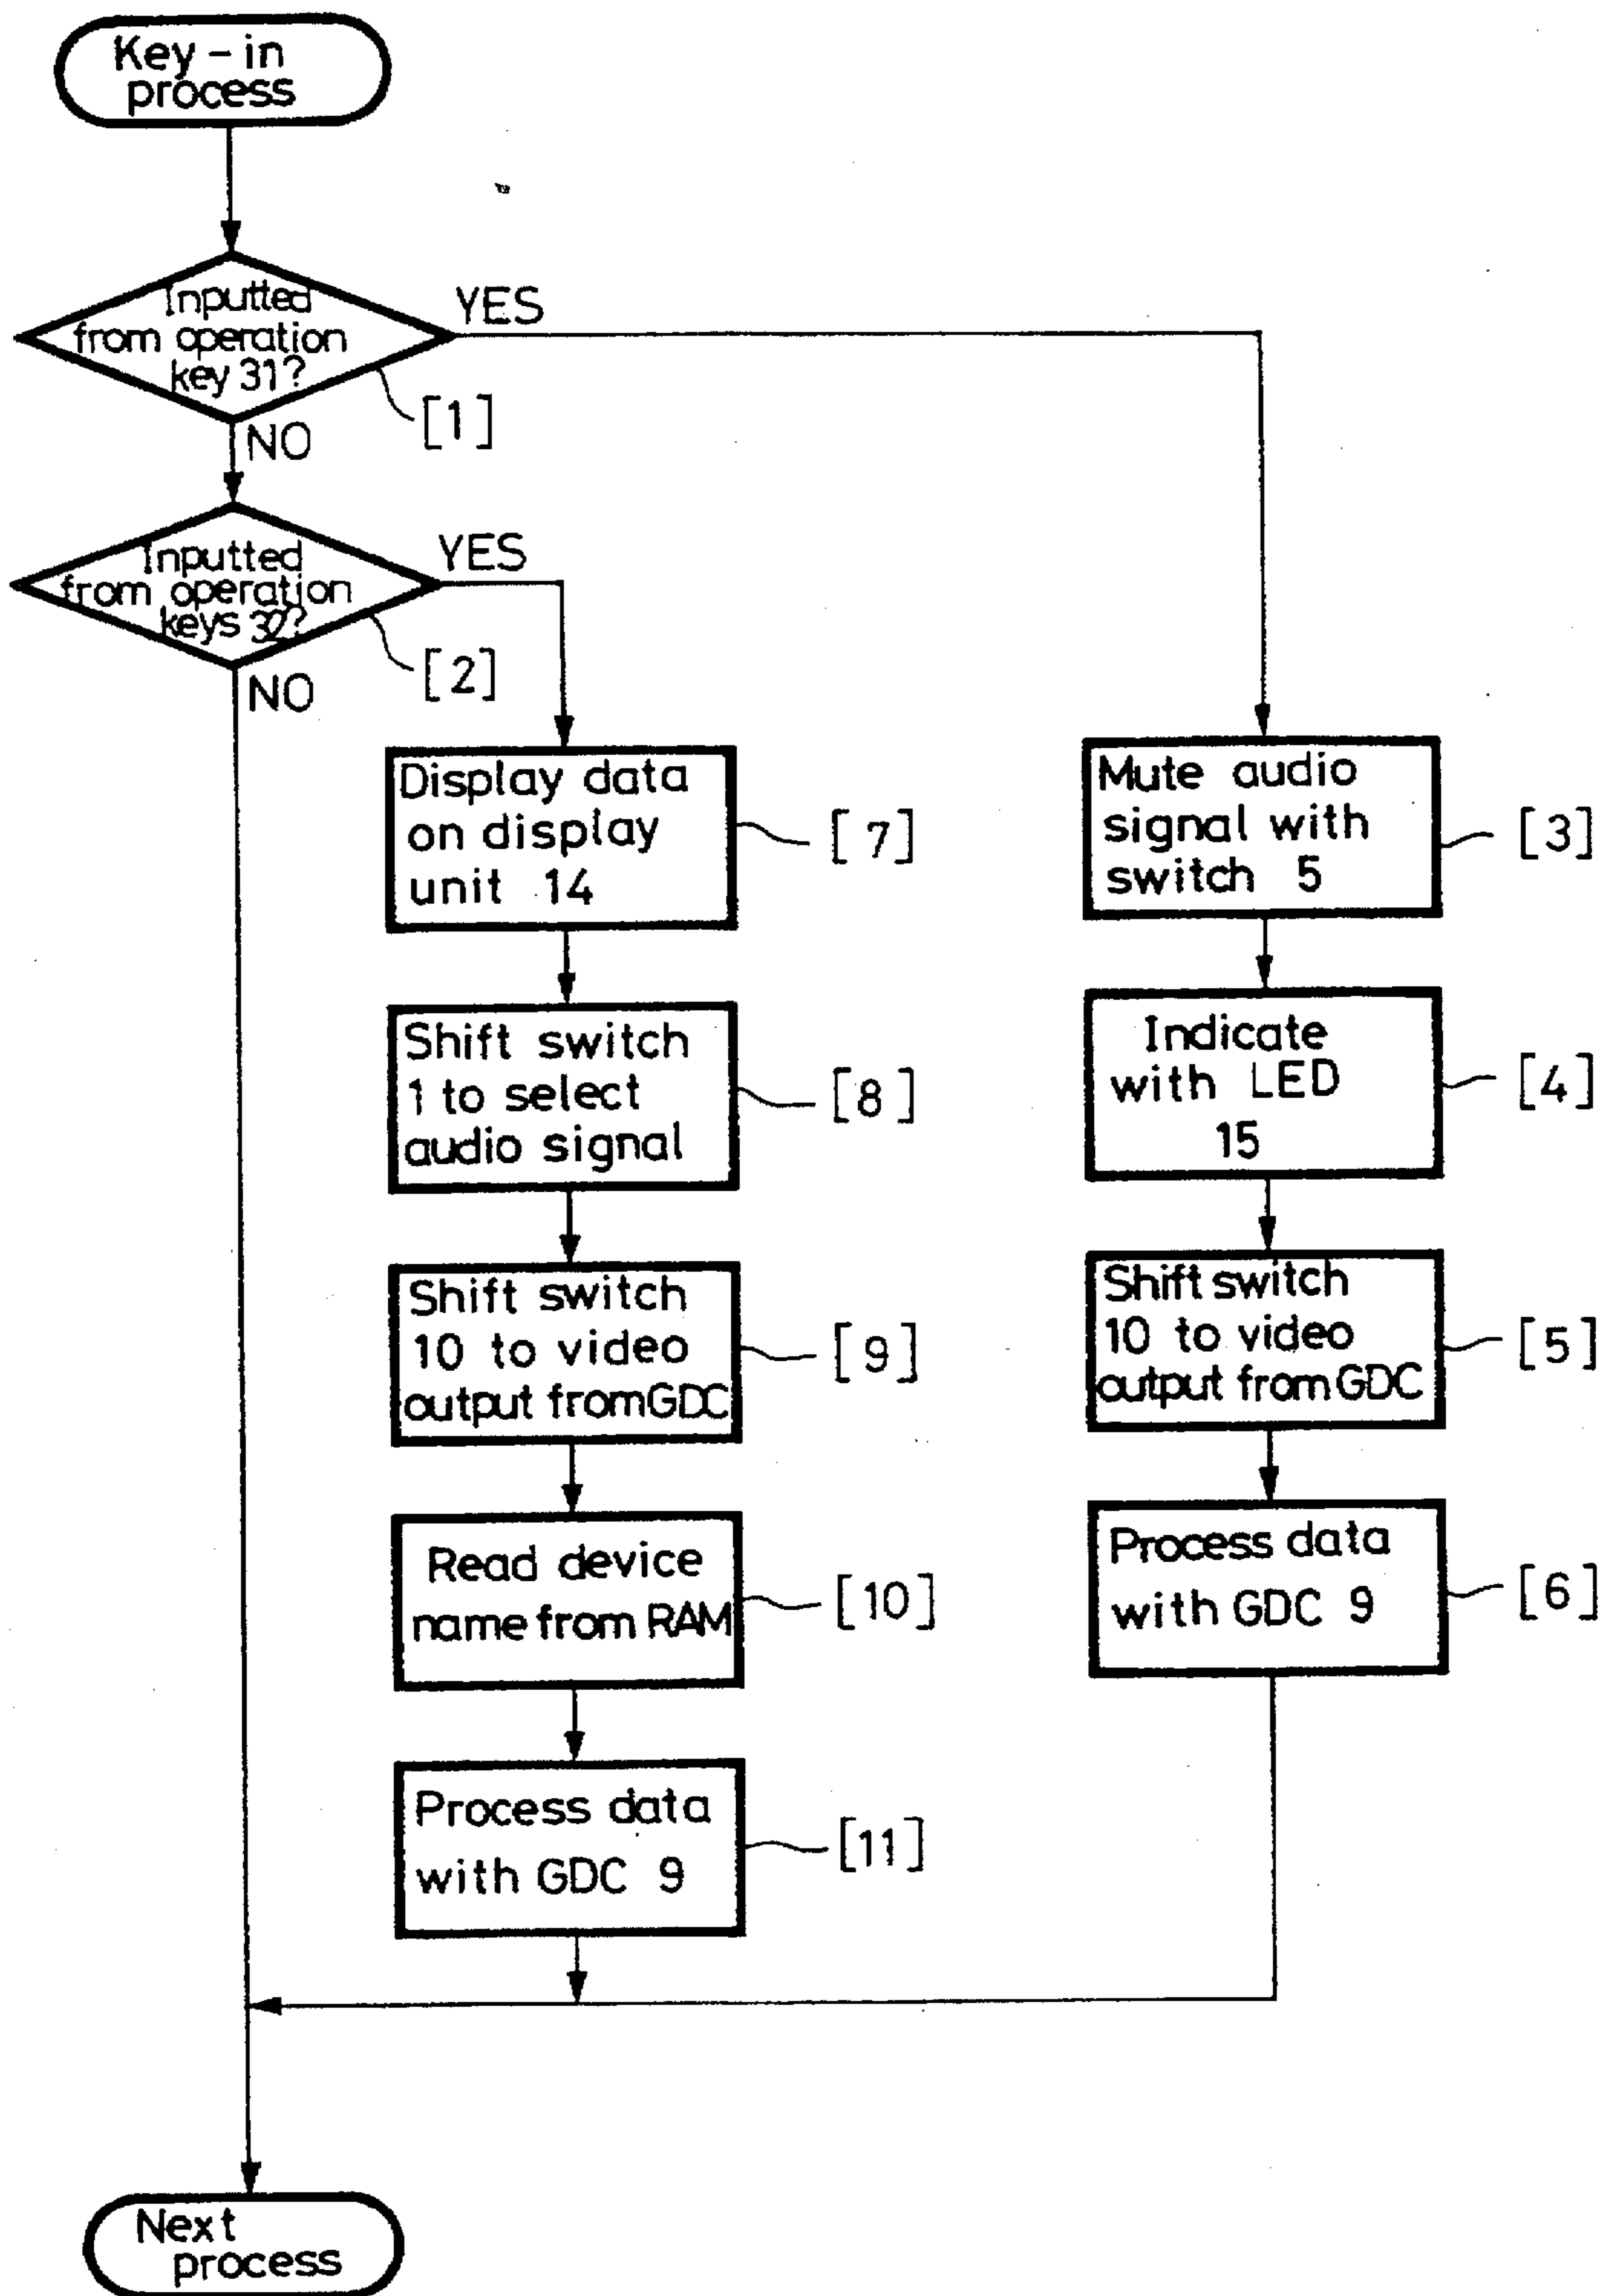 Key-in
process
Inputted
from operation
key 31?
YES
[1]
NO
Inputted
from operation
keys 32?
YES
[2]
NO
Display data
on display
unit 14
[7]
Shift switch
1 to select
audio signal
[8]
Shift switch
10 to video
output from GDC
[9]
Read device
name from RAM
[10]
Process data
with GDC 9
[11]
Mute audio
signal with
switch 5
[3]
Indicate
with LED
15
[4]
Shift switch
10 to video
output from GDC
[5]
Process data
with GDC 9
[6]
Next
process